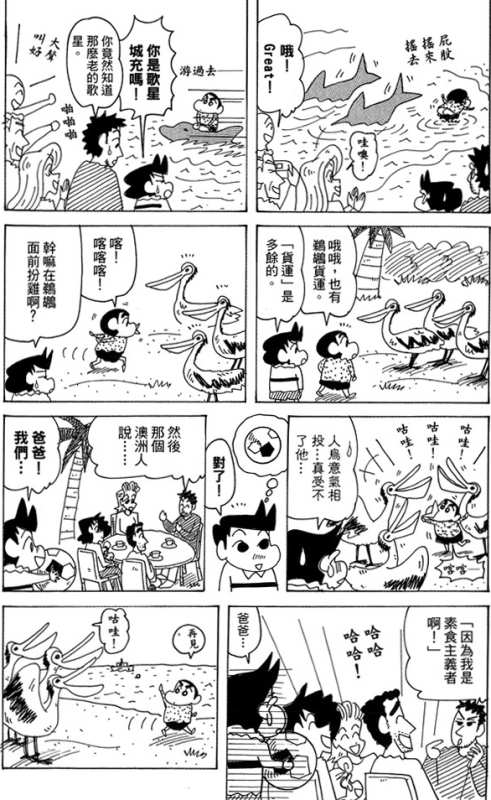 屁股
搖來
搖去
哦！
Great！
哇噢！
游過去
你是歌星
城充嗎！
你竟然知道
那麼老的歌
星。
啊啊啊
大聲
叫好
哦哦，也有
鵜鶘貨運。
「貨運」是
多餘的。
喀！
喀喀喀！
幹嘛在鵜鶘
面前扮雞啊？
咕哇！
咕哇！
咕哇！
喀喀——
人鳥意氣相
投…真受不
了他…
對了！
然後
那個
澳洲人
說……
爸爸！
我們…
「因為我是
素食主義者
啊！」
哈哈
哈哈！
爸爸…
再見
咕哇！